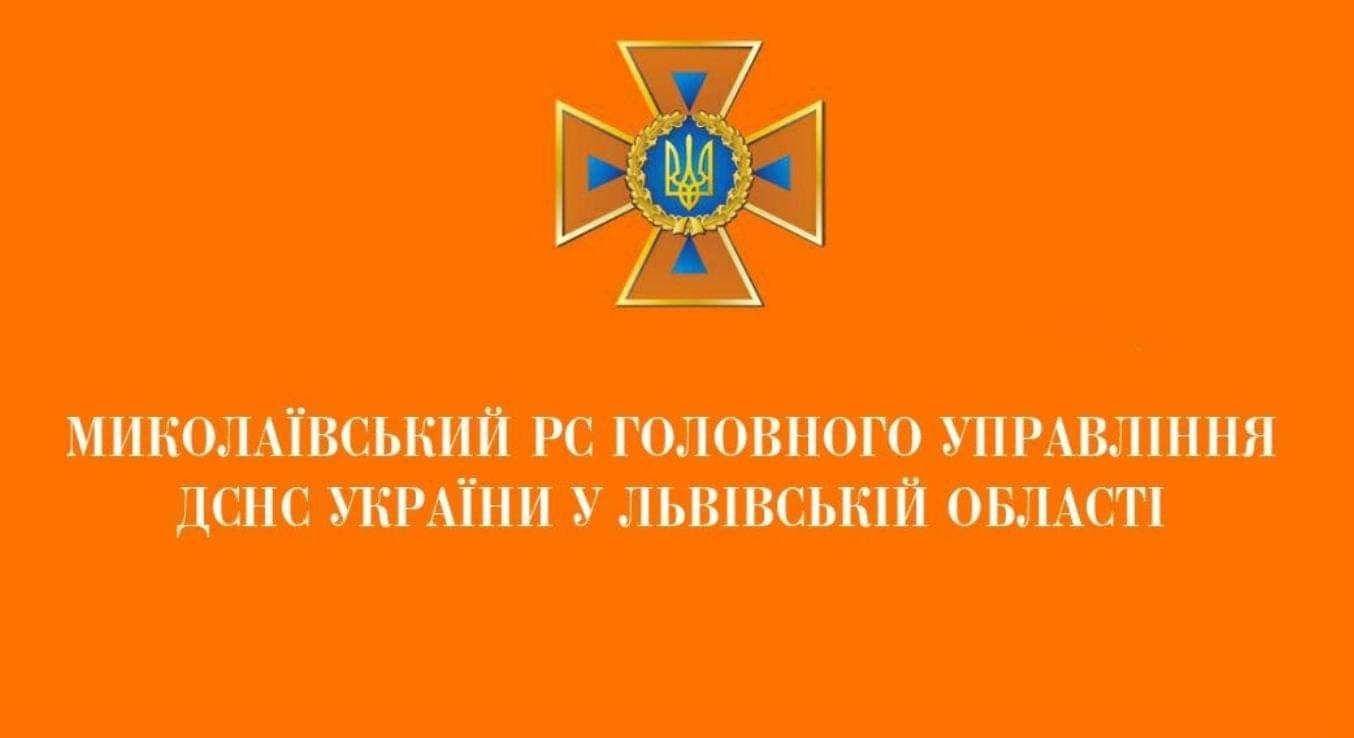 МИКОЛАЇВСЬКИЙ РС ГОЛОВНОГО УПРАВЛІННЯ
ДСНС УКРАЇНИ У ЛЬВІВСЬКІЙ ОБЛАСТІ